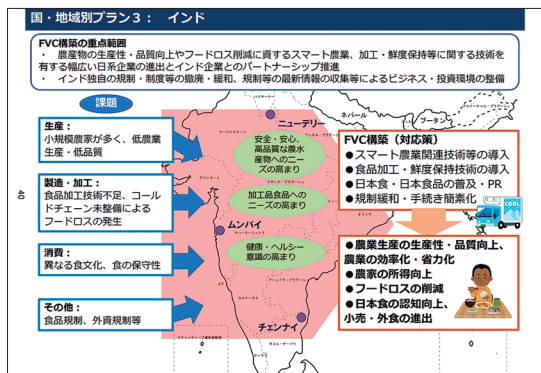 国・地域別プラン3： インド
FVC構築の重点範囲
・ 農産物の生産性・品質向上やフードロス削減に資するスマート農業、加工・鮮度保持等に関する技術を
有する幅広い日系企業の進出とインド企業とのパートナーシップ推進
・ インド独自の規制・制度等の撤廃・緩和、規制等の最新情報の収集等によるビジネス・投資環境の整備
課題
生産：
小規模農家が多く、低農業
生産・低品質
製造・加工：
食品加工技術不足、コール
ドチェーン未整備による
フードロスの発生
消費：
異なる食文化、食の保守性
その他：
食品規制、外資規制等
ニューデリー
安全・安心、
高品質な農水
産物へのニー
ズの高まり
加工品食品への
ニーズの高まり
ムンバイ
健康・ヘルシー
意識の高まり
チェンナイ
ネパール
ブータン
FVC構築（対応策）
●スマート農業関連技術等の導入
●食品加工・鮮度保持技術の導入
●日本食・日本食品の普及・PR
●規制緩和・手続き簡素化
COOL
●農業生産の生産性・品質向上、
農業の効率化・省力化
●農家の所得向上
●フードロスの削減
●日本食の認知向上、
小売・外食の進出
40